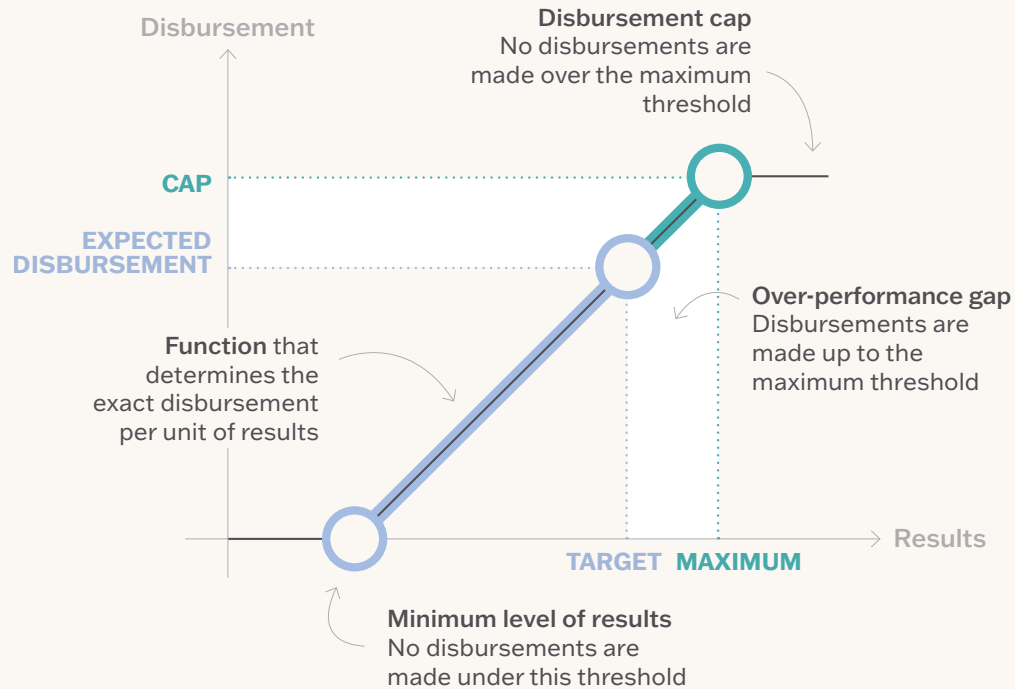 Disbursement
Disbursement cap
No disbursements are
made over the maximum
threshold
CAP
EXPECTED
DISBURSEMENT
Over-performance gap
Disbursements are
made up to the
maximum threshold
Function that
determines the
exact disbursement
per unit of results
Results
TARGET
MAXIMUM
Minimum level of results
No disbursements are
made under this threshold